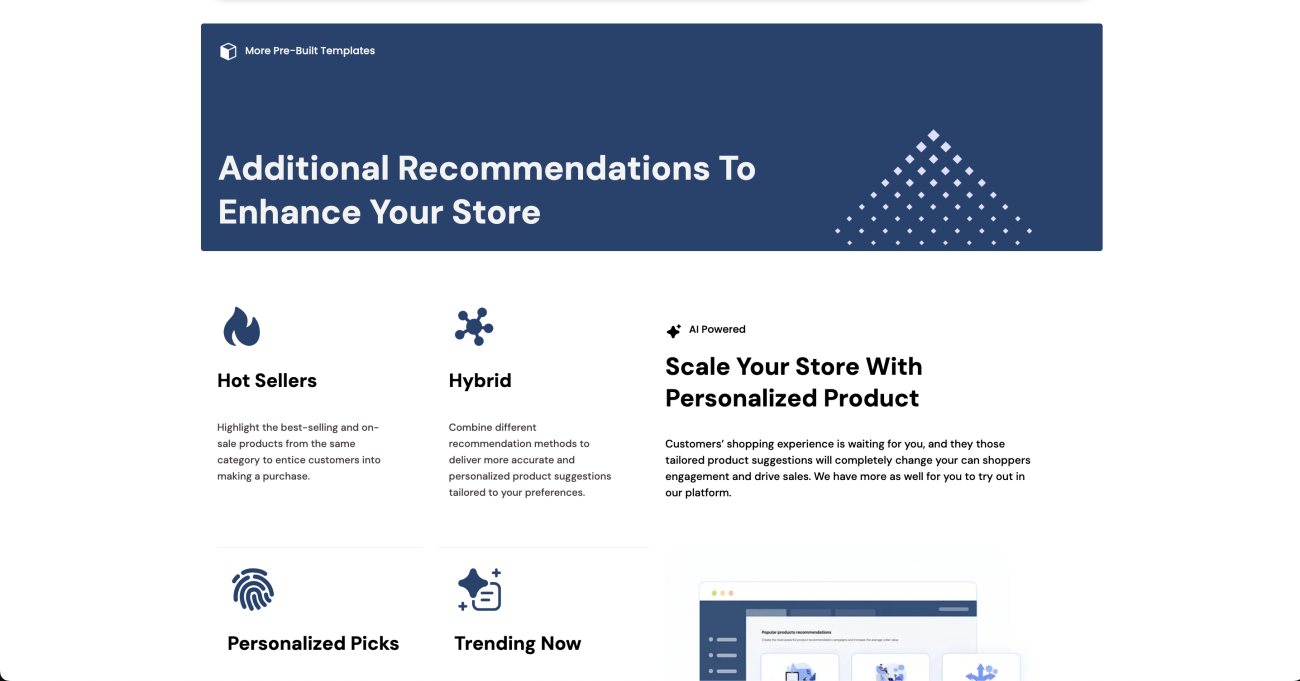 More Pre-Built Templates
Additional Recommendations To
Enhance Your Store
Hot Sellers
Highlight the best-selling and on-
sale products from the same
category to entice customers into
making a purchase.
Hybrid
Combine different
recommendation methods to
deliver more accurate and
personalized product suggestions
tailored to your preferences.
AI Powered
Scale Your Store With
Personalized Product
Customers’ shopping experience is waiting for you, and they those
tailored product suggestions will completely change your can shoppers
engagement and drive sales. We have more as well for you to try out in
our platform.
Personalized Picks
Trending Now
Popular products recommendations